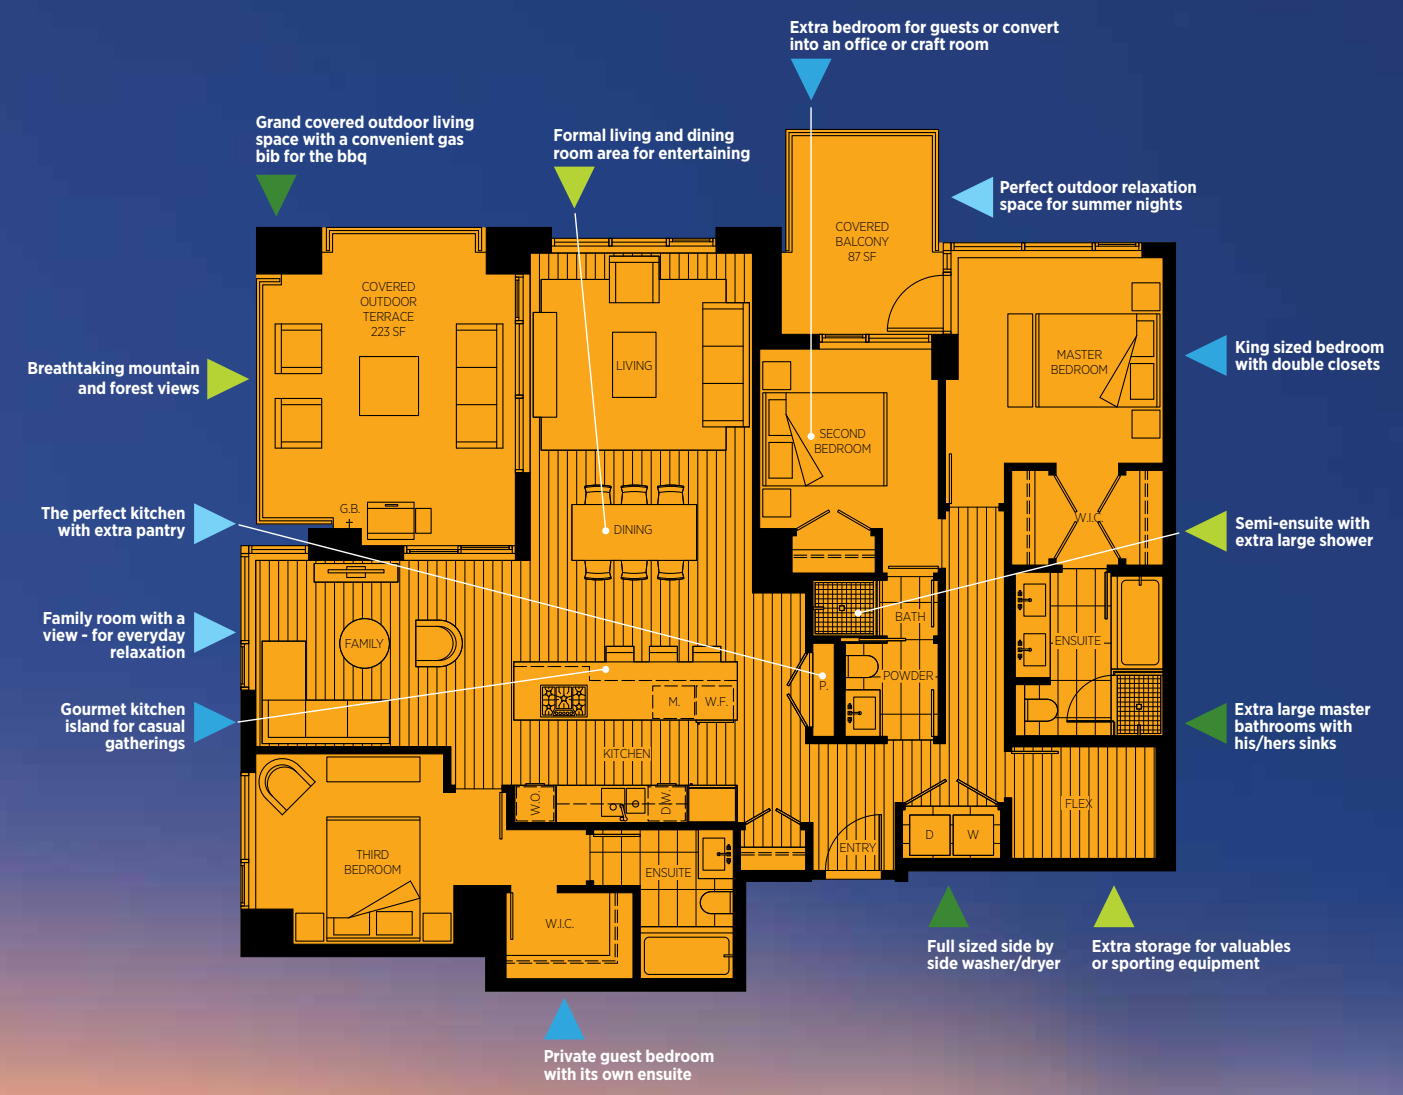 Extra bedroom for guests or convert
into an office or craft room
Grand covered outdoor living
space with a convenient gas
bib for the bbq
Formal living and dining
room area for entertaining
Perfect outdoor relaxation
space for summer nights
COVERED
BALCONY
87 SF
COVERED
OUTDOOR
TERRACE
223 SF
Breathtaking mountain
and forest views
LIVING
MASTER
BEDROOM
King sized bedroom
with double closets
SECOND
BEDROOM
The perfect kitchen
with extra pantry
G.B.
DINING
W.I.C.
Semi-ensuite with
extra large shower
Family room with a
view - for everyday
relaxation
FAMILY
BATH
ENSUITE
POWDER
P.
Gourmet kitchen
island for casual
gatherings
M.
W.F.
Extra large master
bathrooms with
his/hers sinks
KITCHEN
W.O.
D.W.
FLEX
D
W
ENTRY
THIRD
BEDROOM
ENSUITE
W.I.C.
Full sized side by
side washer/dryer
Extra storage for valuables
or sporting equipment
Private guest bedroom
with its own ensuite